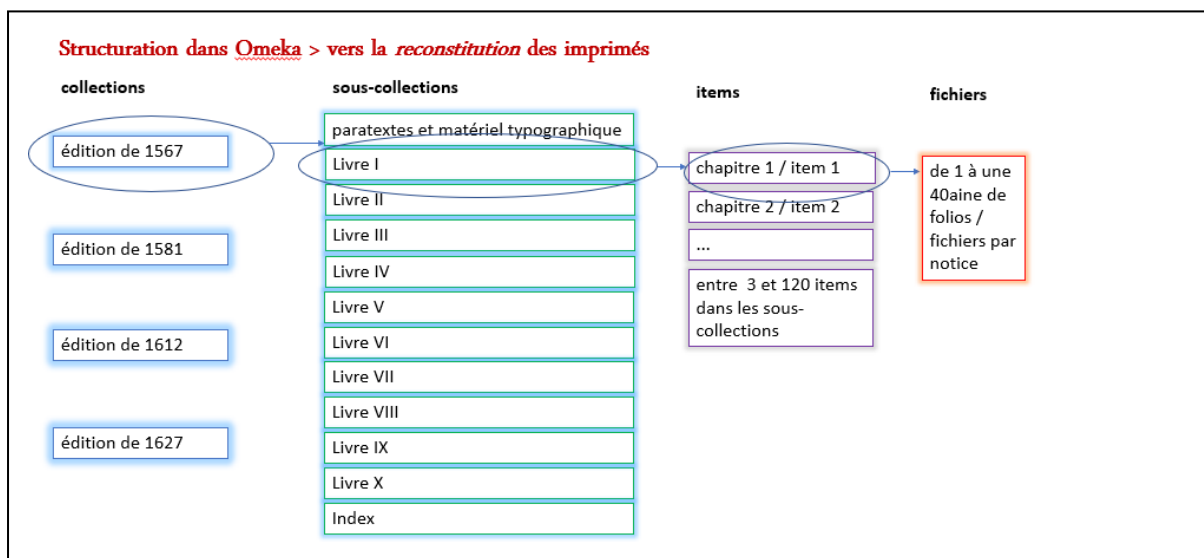 Structuration dans Omeka > vers la reconstitution des imprimés
collections
sous-collections
items
fichiers
édition de 1567
édition de 1581
édition de 1612
édition de 1627
paratextes et matériel typographique
Livre I
Livre II
Livre III
Livre IV
Livre V
Livre VI
Livre VII
Livre VIII
Livre IX
Livre X
Index
chapitre 1 / item 1
chapitre 2 / item 2
...
entre 3 et 120 items
dans les sous-
collections
de 1 à une
40aine de
folios /
fichiers par
notice